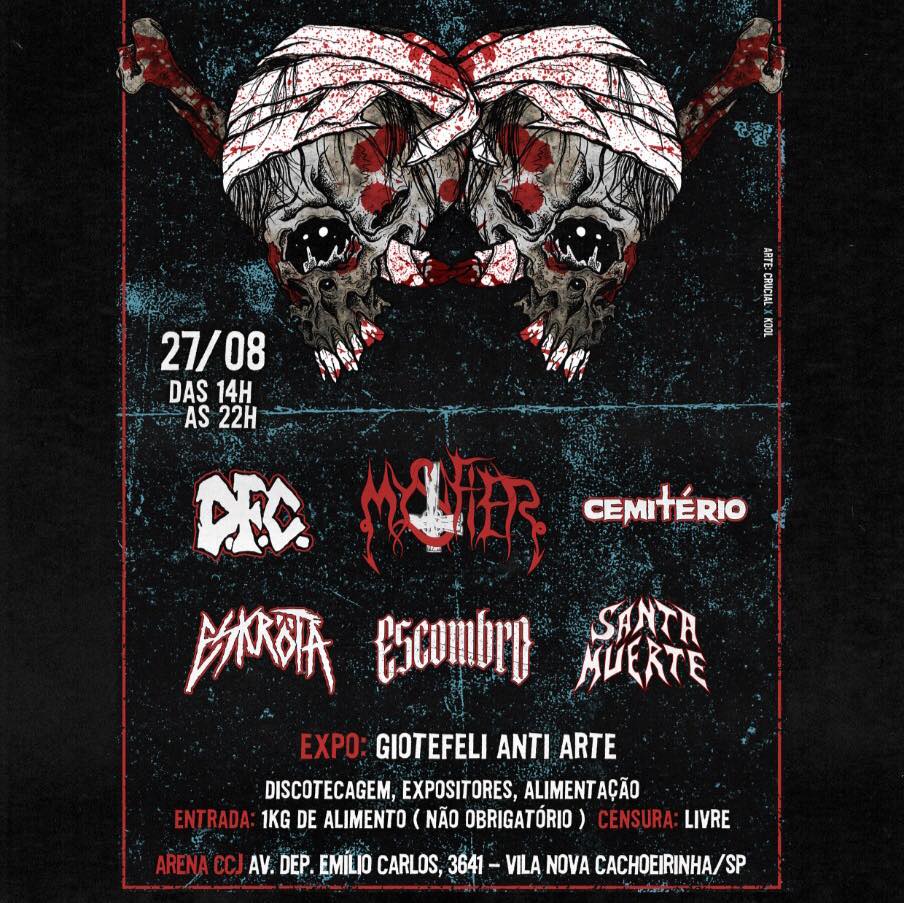 ARTE: CRUCIAL X KOOL
27/08
DAS 14H
AS 22H
D.F.C.
MYSTIFIER
CEMITÉRIO
ESKRÖTA
ESCOMBRO
SANTA
MUERTE
EXPO: GIOTEFELI ANTI ARTE
DISCOTECAGEM, EXPOSITORES, ALIMENTAÇÃO
ENTRADA: 1KG DE ALIMENTO ( NÃO OBRIGATÓRIO ) CENSURA: LIVRE
ARENA CCJ AV. DEP. EMILIO CARLOS, 3641 – VILA NOVA CACHOEIRINHA/SP